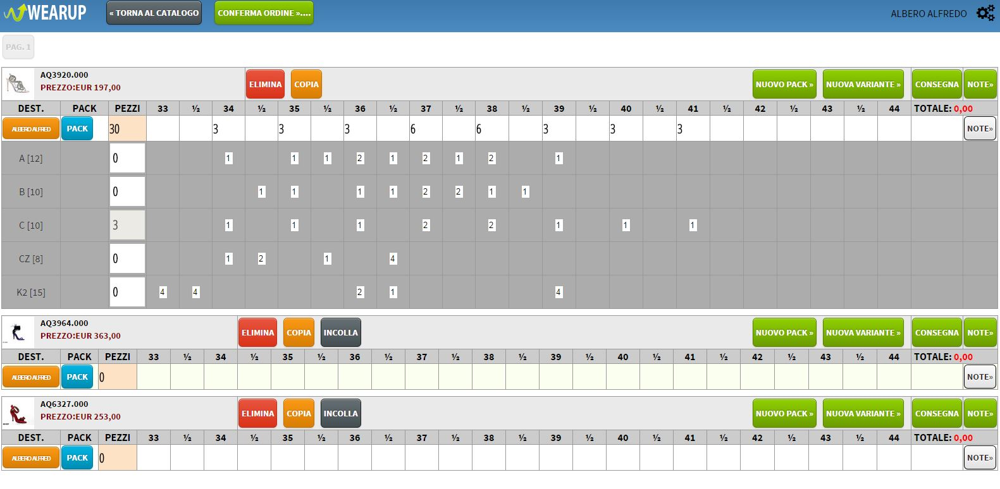 WEARUP « TORNA AL CATALOGO CONFERMA ORDINE ».... ALBERO ALFREDO
PAG. 1
AQ3920.000
PREZZO:EUR 197,00
ELIMINA COPIA NUOVO PACK » NUOVA VARIANTE » CONSEGNA NOTE»
DEST. PACK PEZZI 33 ½ 34 ½ 35 ½ 36 ½ 37 ½ 38 ½ 39 ½ 40 ½ 41 ½ 42 ½ 43 ½ 44 TOTALE: 0,00
ALBERO ALFRED PACK 30 3 3 3 6 6 3 3 3 NOTE»
A [12] 0 1 1 1 2 1 2 1 2 1
B [10] 0 1 1 1 1 2 2 1 1
C [10] 3 1 1 1 2 2 1 1 1
CZ [8] 0 1 2 1 4
K2 [15] 0 4 4 2 1 4
AQ3964.000
PREZZO:EUR 363,00
ELIMINA COPIA INCOLLA NUOVO PACK » NUOVA VARIANTE » CONSEGNA NOTE»
DEST. PACK PEZZI 33 ½ 34 ½ 35 ½ 36 ½ 37 ½ 38 ½ 39 ½ 40 ½ 41 ½ 42 ½ 43 ½ 44 TOTALE: 0,00
ALBERO ALFRED PACK 0 NOTE»
AQ6327.000
PREZZO:EUR 253,00
ELIMINA COPIA INCOLLA NUOVO PACK » NUOVA VARIANTE » CONSEGNA NOTE»
DEST. PACK PEZZI 33 ½ 34 ½ 35 ½ 36 ½ 37 ½ 38 ½ 39 ½ 40 ½ 41 ½ 42 ½ 43 ½ 44 TOTALE: 0,00
ALBERO ALFRED PACK 0 NOTE»